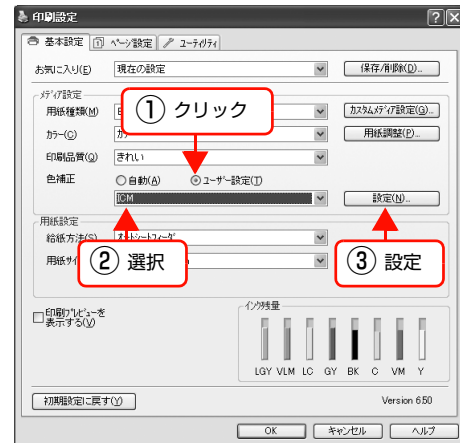 印刷設定
基本設定 ページ設定 ユーティリティ
お気に入り(E) 現在の設定 保存/削除(D)...
メディア設定
用紙種類(M) カスタムメディア設定(G)...
① クリック
カラー(C) 用紙調整(P)...
印刷品質(Q) きれい
色補正 自動(A) ユーザー設定(T)
ICM 設定(N)...
用紙設定
給紙方法(S) オートシートフィーダ
用紙サイ
② 選択 ③ 設定
印刷プレビューを
表示する(V)
インク残量
LGY VLM LC GY BK C VM Y
初期設定に戻す(Y) Version 6.50
OK キャンセル ヘルプ